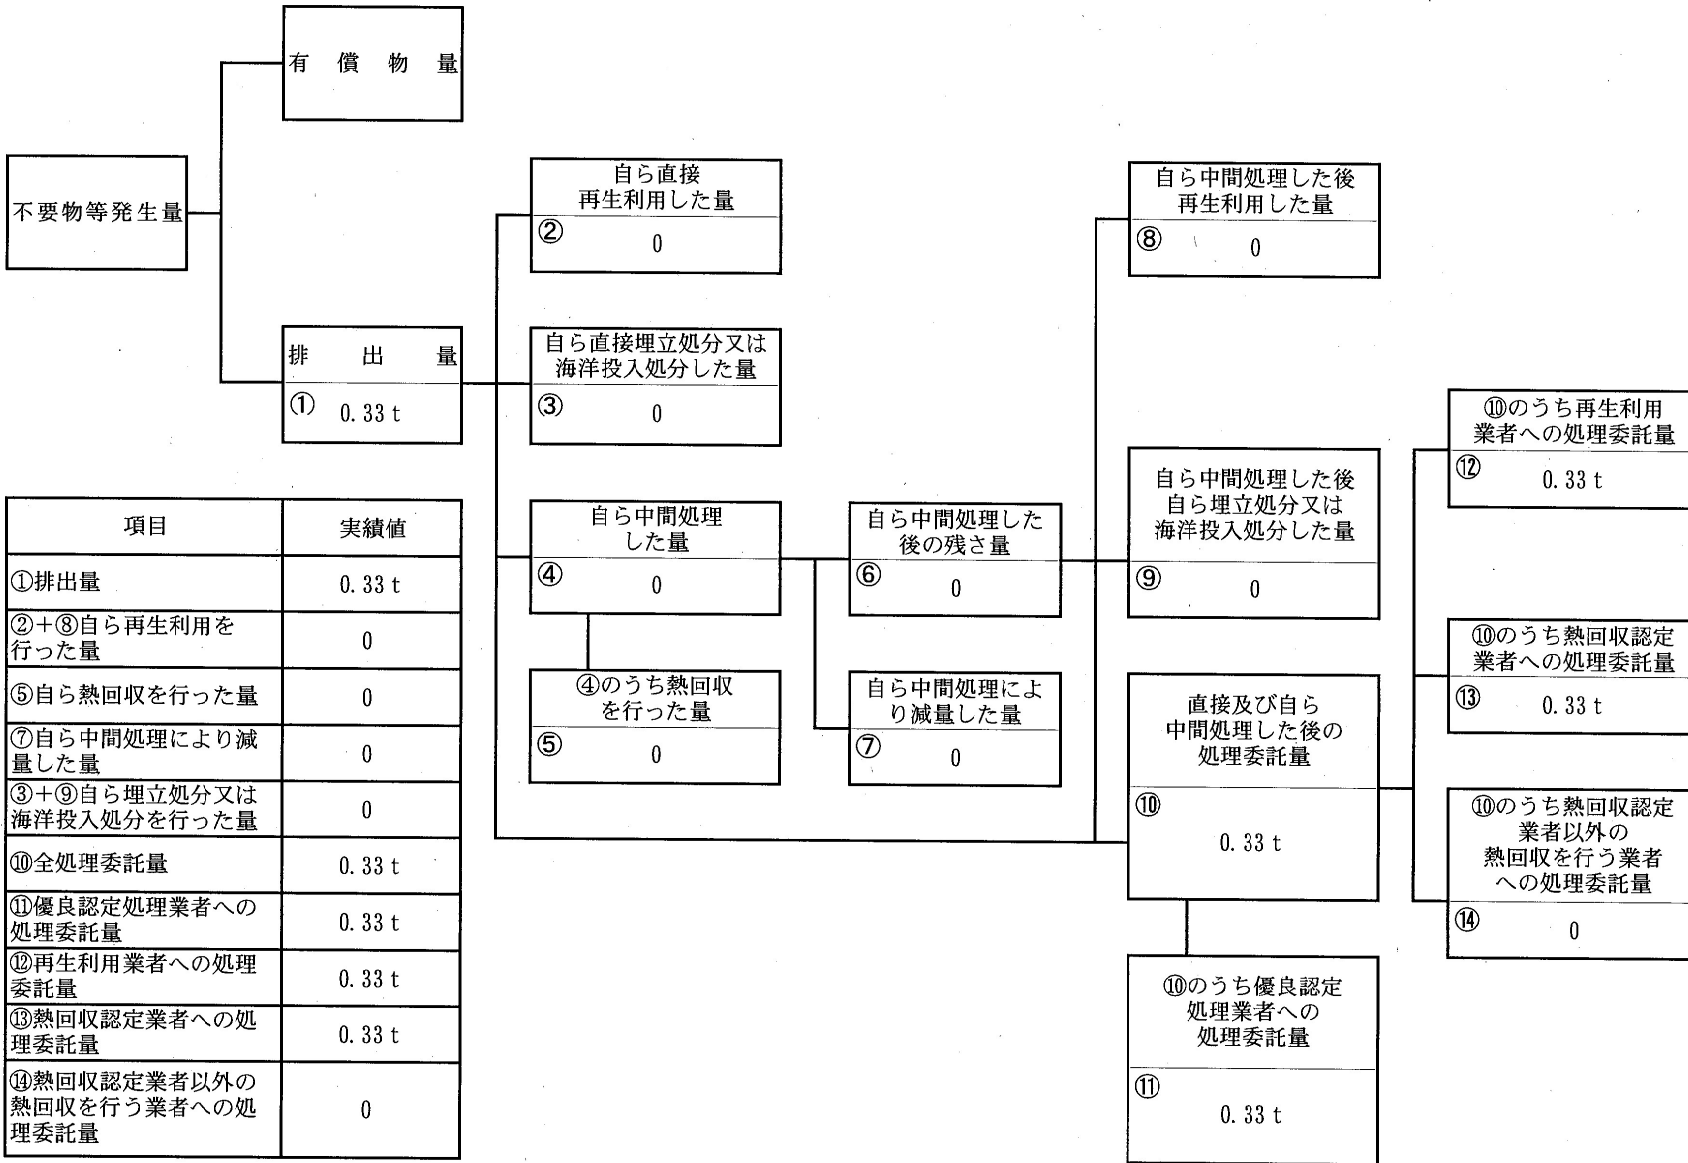 有償物量
不要物等発生量
排出量
① 0.33 t
自ら直接
再生利用した量
② 0
自ら直接埋立処分又は
海洋投入処分した量
③ 0
自ら中間処理
した量
④ 0
④のうち熱回収
を行った量
⑤ 0
自ら中間処理した
後の残さ量
⑥ 0
自ら中間処理によ
り減量した量
⑦ 0
自ら中間処理した後
再生利用した量
⑧ 0
自ら中間処理した後
自ら埋立処分又は
海洋投入処分した量
⑨ 0
直接及び自ら
中間処理した後の
処理委託量
⑩
0.33 t
⑩のうち優良認定
処理業者への
処理委託量
⑪
0.33 t
⑩のうち再生利用
業者への処理委託量
⑫ 0.33 t
⑩のうち熱回収認定
業者への処理委託量
⑬ 0.33 t
⑩のうち熱回収認定
業者以外の
熱回収を行う業者
への処理委託量
⑭ 0
項目 実績値
①排出量 0.33 t
②+⑧自ら再生利用を
行った量 0
⑤自ら熱回収を行った量 0
⑦自ら中間処理により減
量した量 0
③+⑨自ら埋立処分又は
海洋投入処分を行った量 0
⑩全処理委託量 0.33 t
⑪優良認定処理業者への
処理委託量 0.33 t
⑫再生利用業者への処理
委託量 0.33 t
⑬熱回収認定業者への処
理委託量 0.33 t
⑭熱回収認定業者以外の
熱回収を行う業者への処
理委託量 0